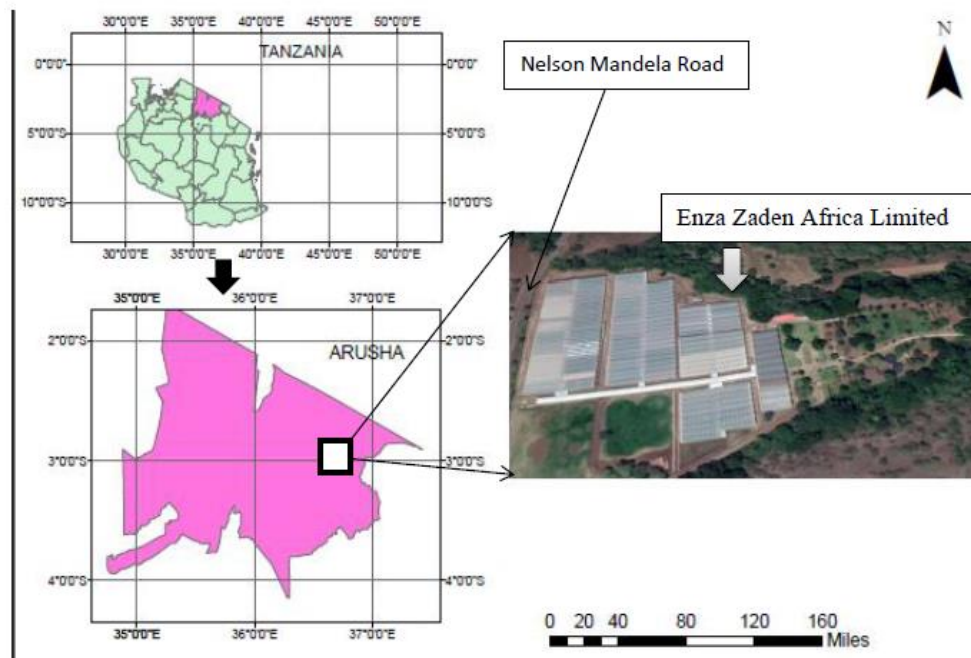 30°0'0"E 35°0'0"E 40°0'0"E 45°0'0"E 50°0'0"E
TANZANIA
0°0'0" 0°0'0"
5°0'0"S 5°0'0"S
10°0'0"S 10°0'0"S
30°0'0"E 35°0'0"E 40°0'0"E 45°0'0"E 50°0'0"E
Nelson Mandela Road
N
Enza Zaden Africa Limited
35°0'0"E 36°0'0"E 37°0'0"E
ARUSHA
2°0'0"S 2°0'0"S
3°0'0"S 3°0'0"S
4°0'0"S 4°0'0"S
35°0'0"E 36°0'0"E 37°0'0"E
0 20 40 80 120 160
Miles